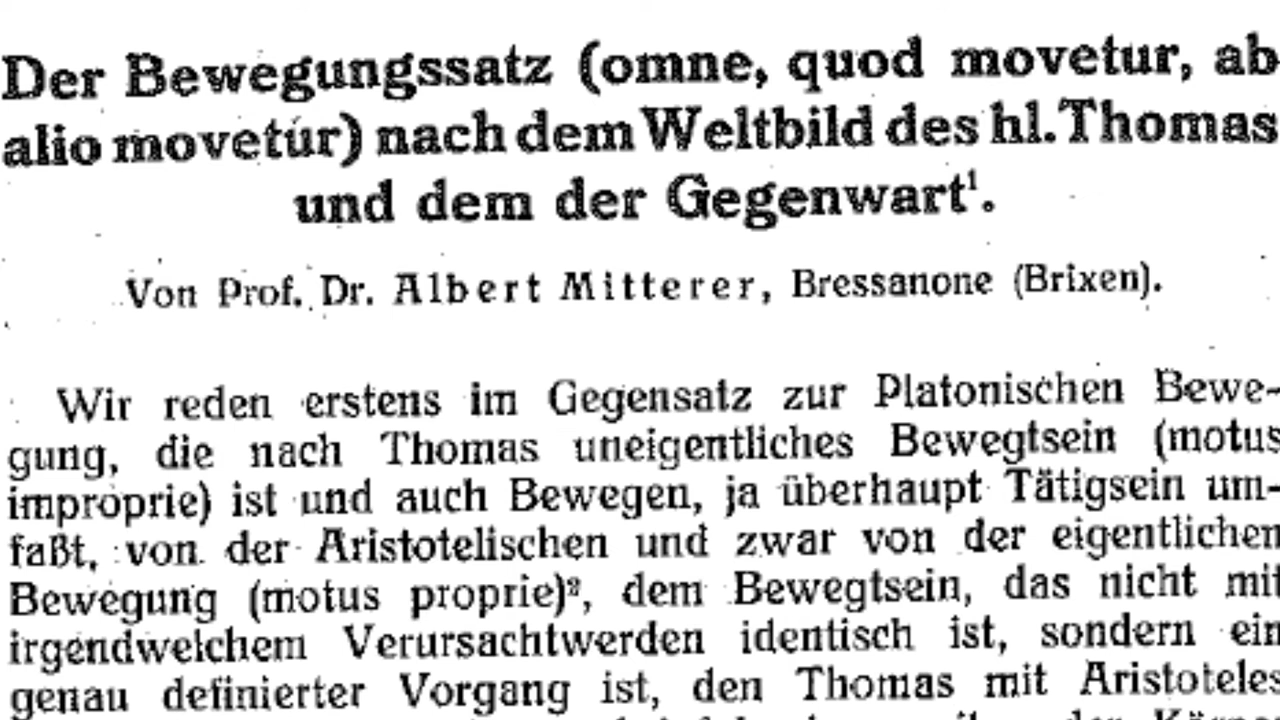 Der Bewegungssatz (omne, quod movetur, ab
alio movetur) nach dem Weltbild des hl. Thomas
und dem der Gegenwart¹.
Von Prof. Dr. Albert Mitterer, Bressanone (Brixen).
Wir reden erstens im Gegensatz zur Platonischen Bewe-
gung, die nach Thomas uneigentliches Bewegtsein (motus
improprie) ist und auch Bewegen, ja überhaupt Tätigsein um-
faßt, von der Aristotelischen und zwar von der eigentlichen
Bewegung (motus proprie)², dem Bewegtsein, das nicht mit
irgendwelchem Verursachtwerden identisch ist, sondern ein
genau definierter Vorgang ist, den Thomas mit Aristoteles